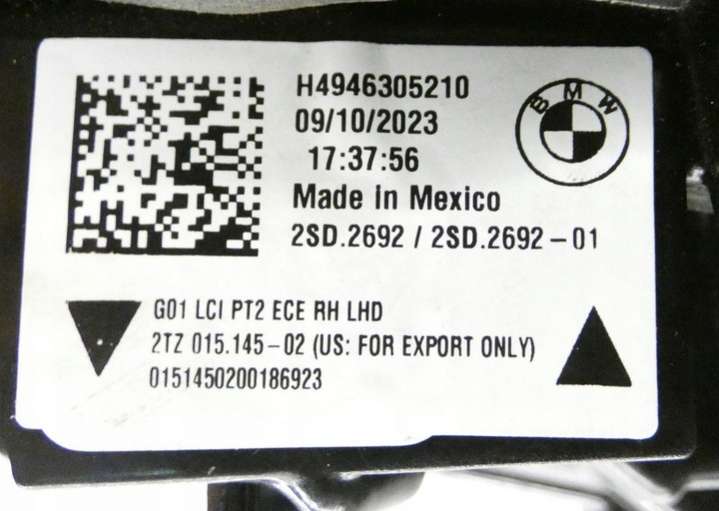 H4946305210
09/10/2023
17:37:56
Made in Mexico
2SD.2692 / 2SD.2692-01
BMW
G01 LCI PT2 ECE RH LHD
2TZ 015.145-02 (US: FOR EXPORT ONLY)
0151450200186923